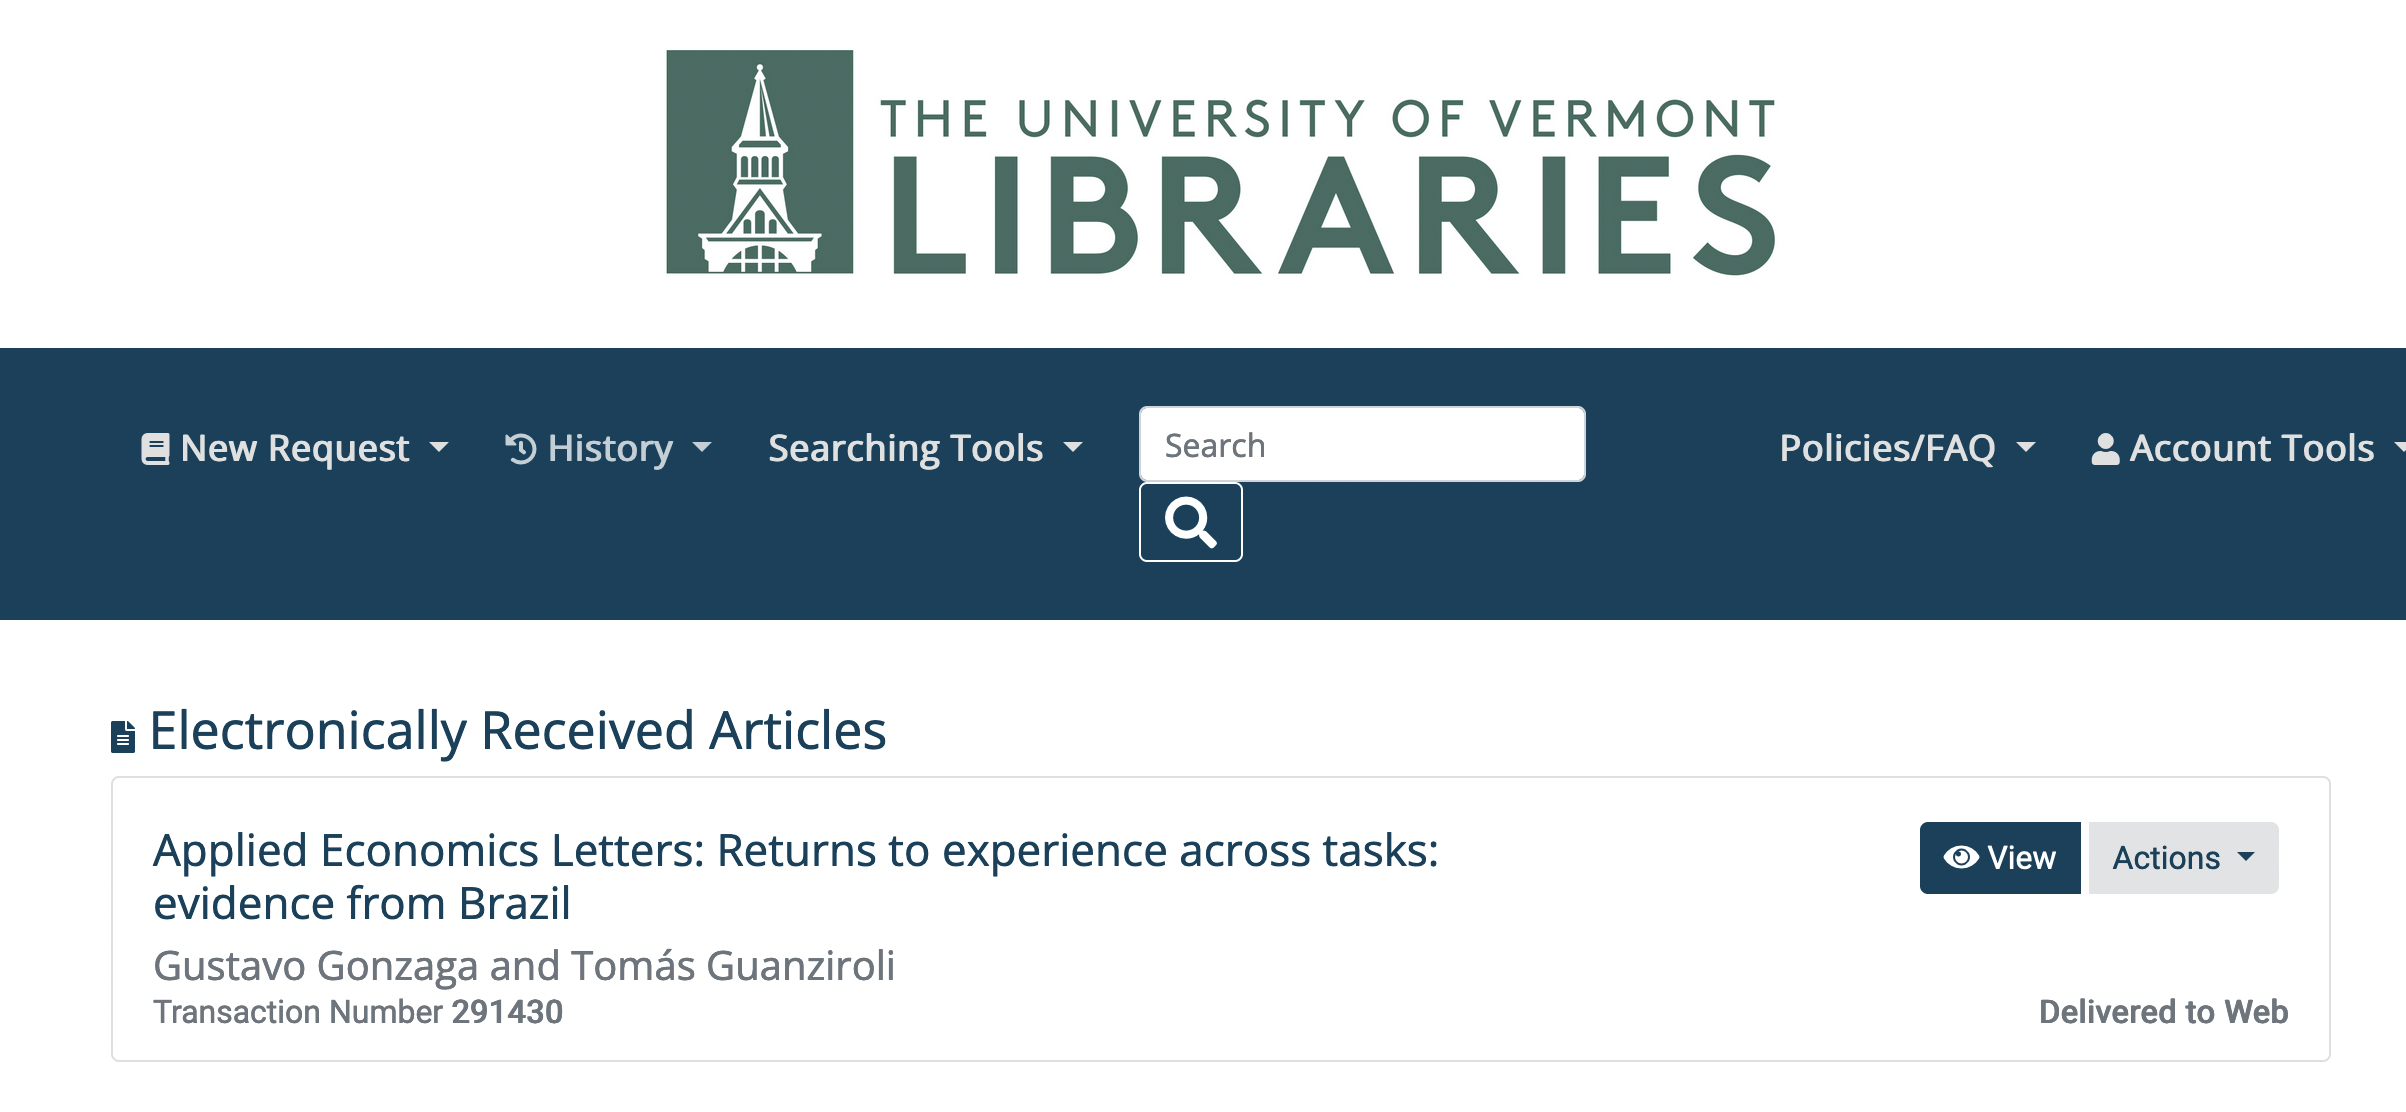 THE UNIVERSITY OF VERMONT
LIBRARIES
New Request
History
Searching Tools
Search
Policies/FAQ
Account Tools
Electronically Received Articles
Applied Economics Letters: Returns to experience across tasks:
evidence from Brazil
View
Actions
Gustavo Gonzaga and Tomás Guanziroli
Transaction Number 291430
Delivered to Web